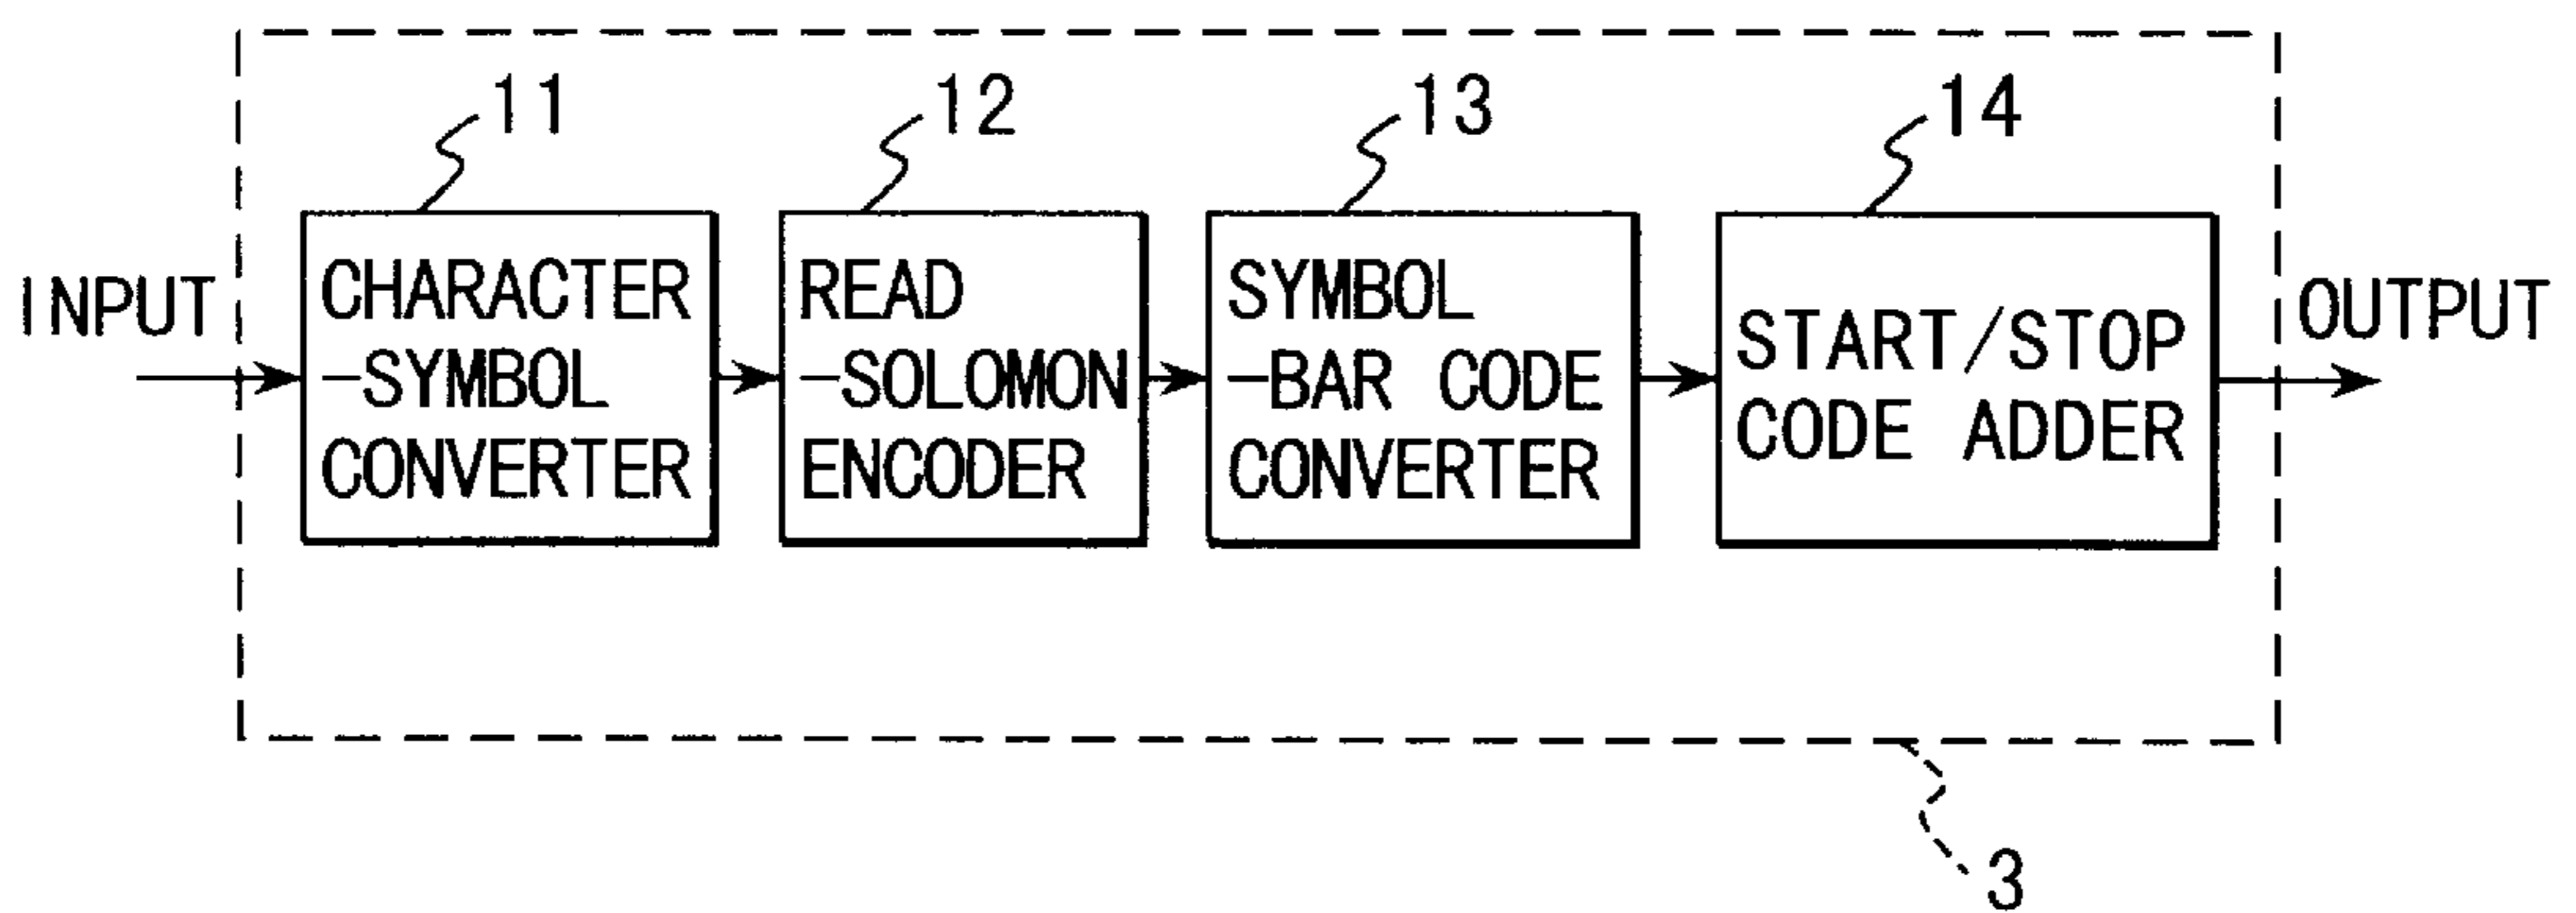 11
12
13
14
INPUT
CHARACTER
-SYMBOL
CONVERTER
READ
-SOLOMON
ENCODER
SYMBOL
-BAR CODE
CONVERTER
START/STOP
CODE ADDER
OUTPUT
3